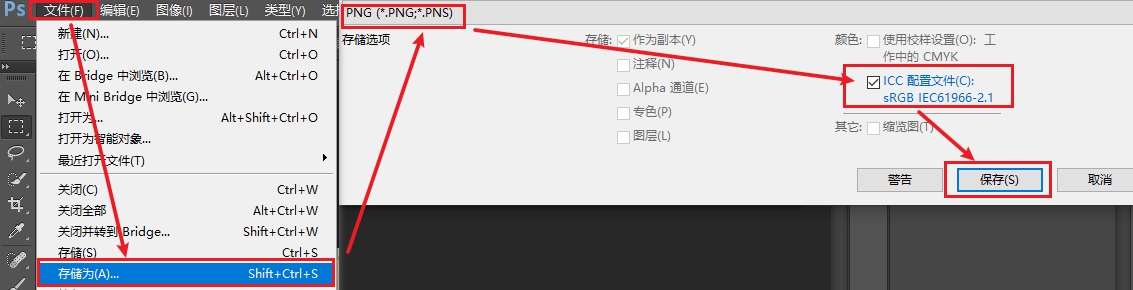 Ps
文件(F)
编辑(E)
图像(I)
图层(L)
类型(Y)
新建(N)... Ctrl+N
打开(O)... Ctrl+O
在 Bridge 中浏览(B)... Alt+Ctrl+O
在 Mini Bridge 中浏览(G)...
打开为... Alt+Shift+Ctrl+O
打开为智能对象...
最近打开文件(T)
关闭(C) Ctrl+W
关闭全部 Alt+Ctrl+W
关闭并转到 Bridge... Shift+Ctrl+W
存储(S) Ctrl+S
存储为(A)... Shift+Ctrl+S
PNG (*.PNG;*.PNS)
存储选项
存储:
作为副本(Y)
注释(N)
Alpha 通道(E)
专色(P)
图层(L)
颜色:
使用校样设置(O): 工
作中的 CMYK
ICC 配置文件(C):
sRGB IEC61966-2.1
其它:
缩览图(T)
警告
保存(S)
取消